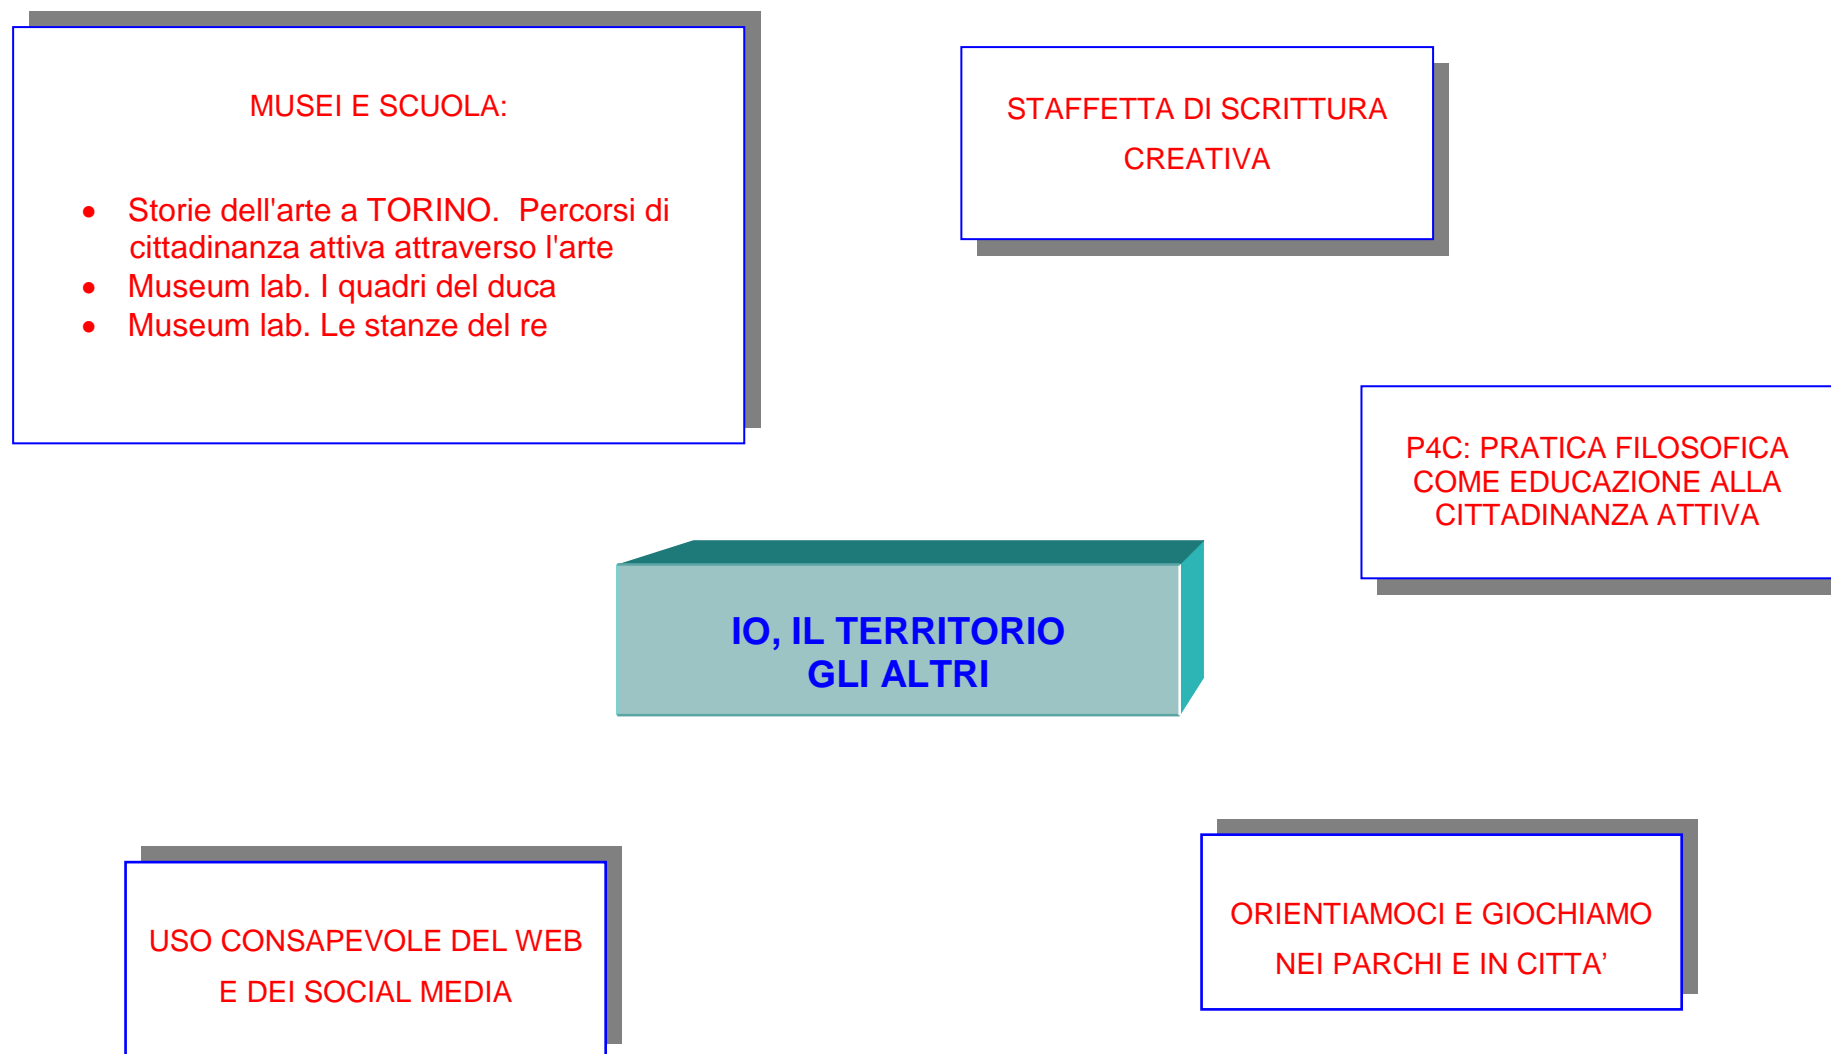 MUSEI E SCUOLA:
• Storie dell'arte a TORINO. Percorsi di
cittadinanza attiva attraverso l'arte
• Museum lab. I quadri del duca
• Museum lab. Le stanze del re
STAFFETTA DI SCRITTURA
CREATIVA
P4C: PRATICA FILOSOFICA
COME EDUCAZIONE ALLA
CITTADINANZA ATTIVA
IO, IL TERRITORIO
GLI ALTRI
USO CONSAPEVOLE DEL WEB
E DEI SOCIAL MEDIA
ORIENTIAMOCI E GIOCHIAMO
NEI PARCHI E IN CITTA’